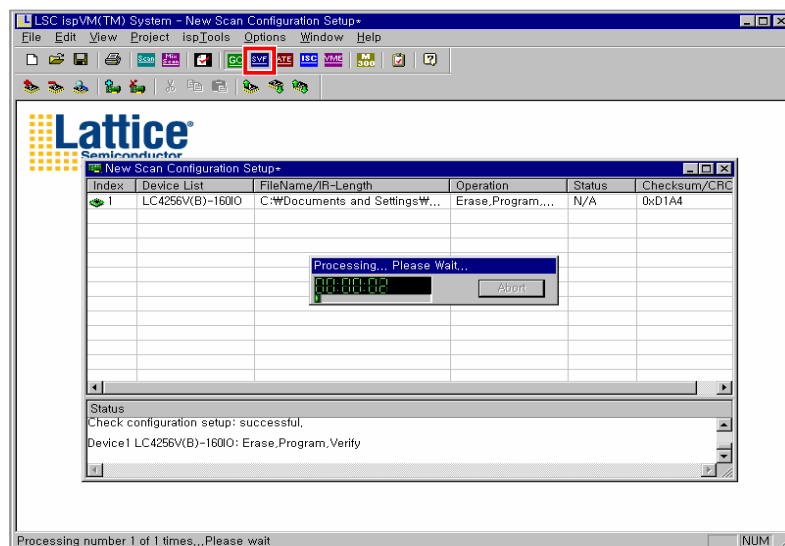 LSC ispVM(TM) System - New Scan Configuration Setup*
File Edit View Project ispTools Options Window Help
Scan GO SVF ATE ISC VME M 300
Lattice®
Semiconductor
New Scan Configuration Setup*
Index Device List FileName/IR-Length Operation Status Checksum/CRC
1 LC4256V(B)-160IO C:₩Documents and Settings₩... Erase,Program,... N/A 0xD1A4
Processing... Please Wait...
00:00:02 Abort
Status
Check configuration setup: successful.
Device1 LC4256V(B)-160IO: Erase,Program,Verify
Processing number 1 of 1 times...Please wait NUM